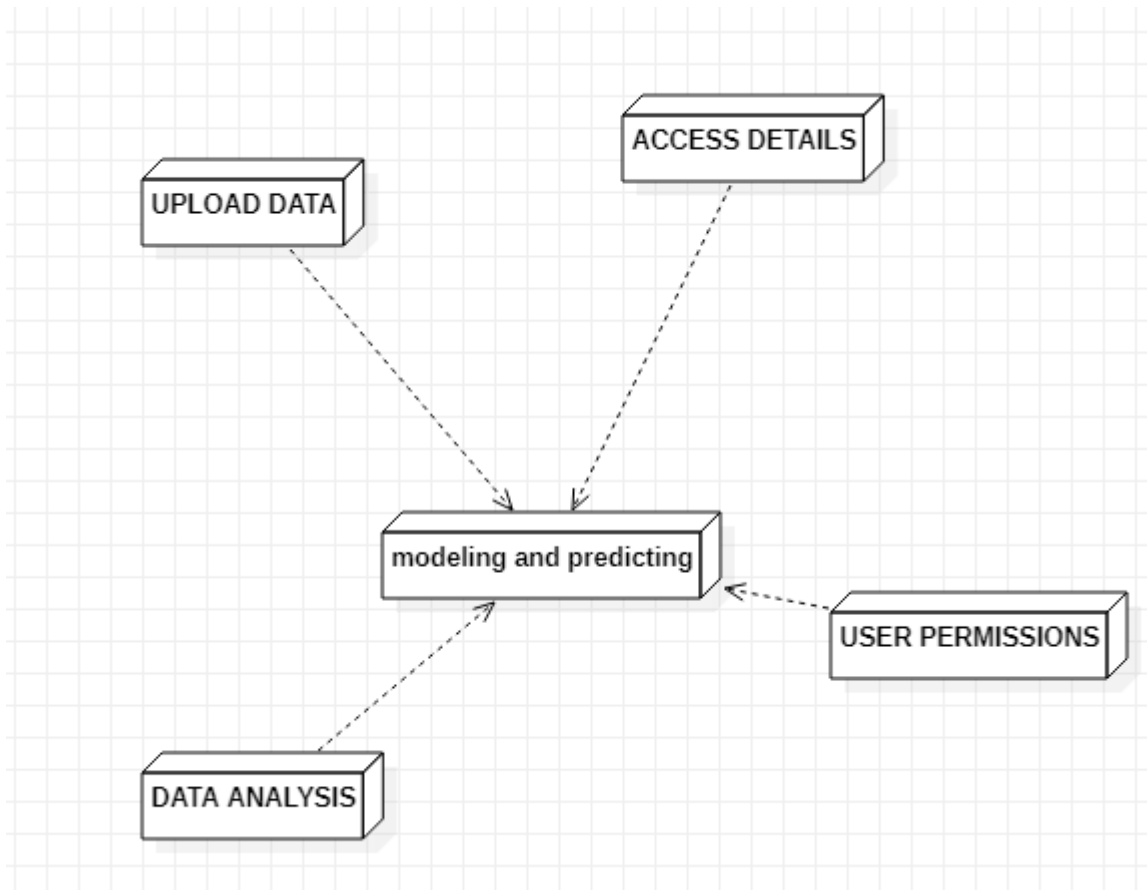 ACCESS DETAILS
UPLOAD DATA
modeling and predicting
USER PERMISSIONS
DATA ANALYSIS